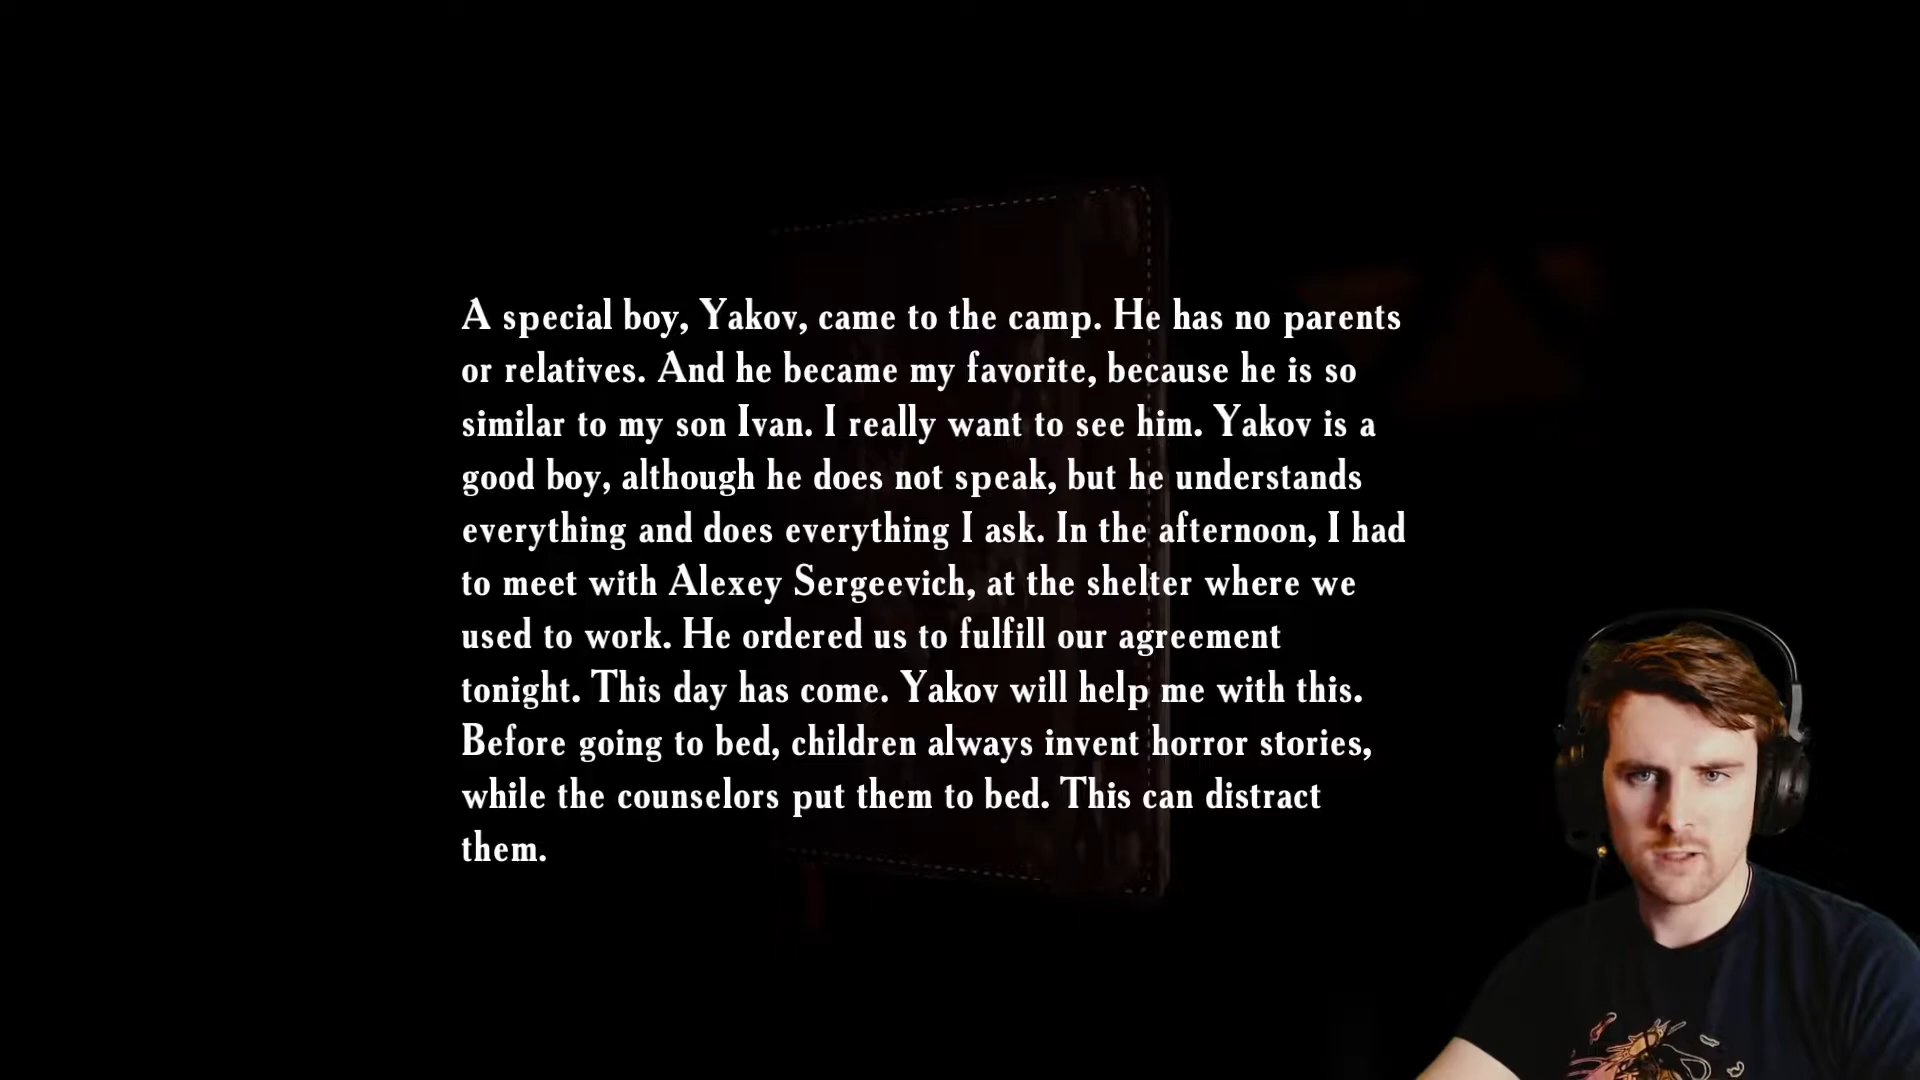 A special boy, Yakov, came to the camp. He has no parents
or relatives. And he became my favorite, because he is so
similar to my son Ivan. I really want to see him. Yakov is a
good boy, although he does not speak, but he understands
everything and does everything I ask. In the afternoon, I had
to meet with Alexey Sergeevich, at the shelter where we
used to work. He ordered us to fulfill our agreement
tonight. This day has come. Yakov will help me with this.
Before going to bed, children always invent horror stories,
while the counselors put them to bed. This can distract
them.